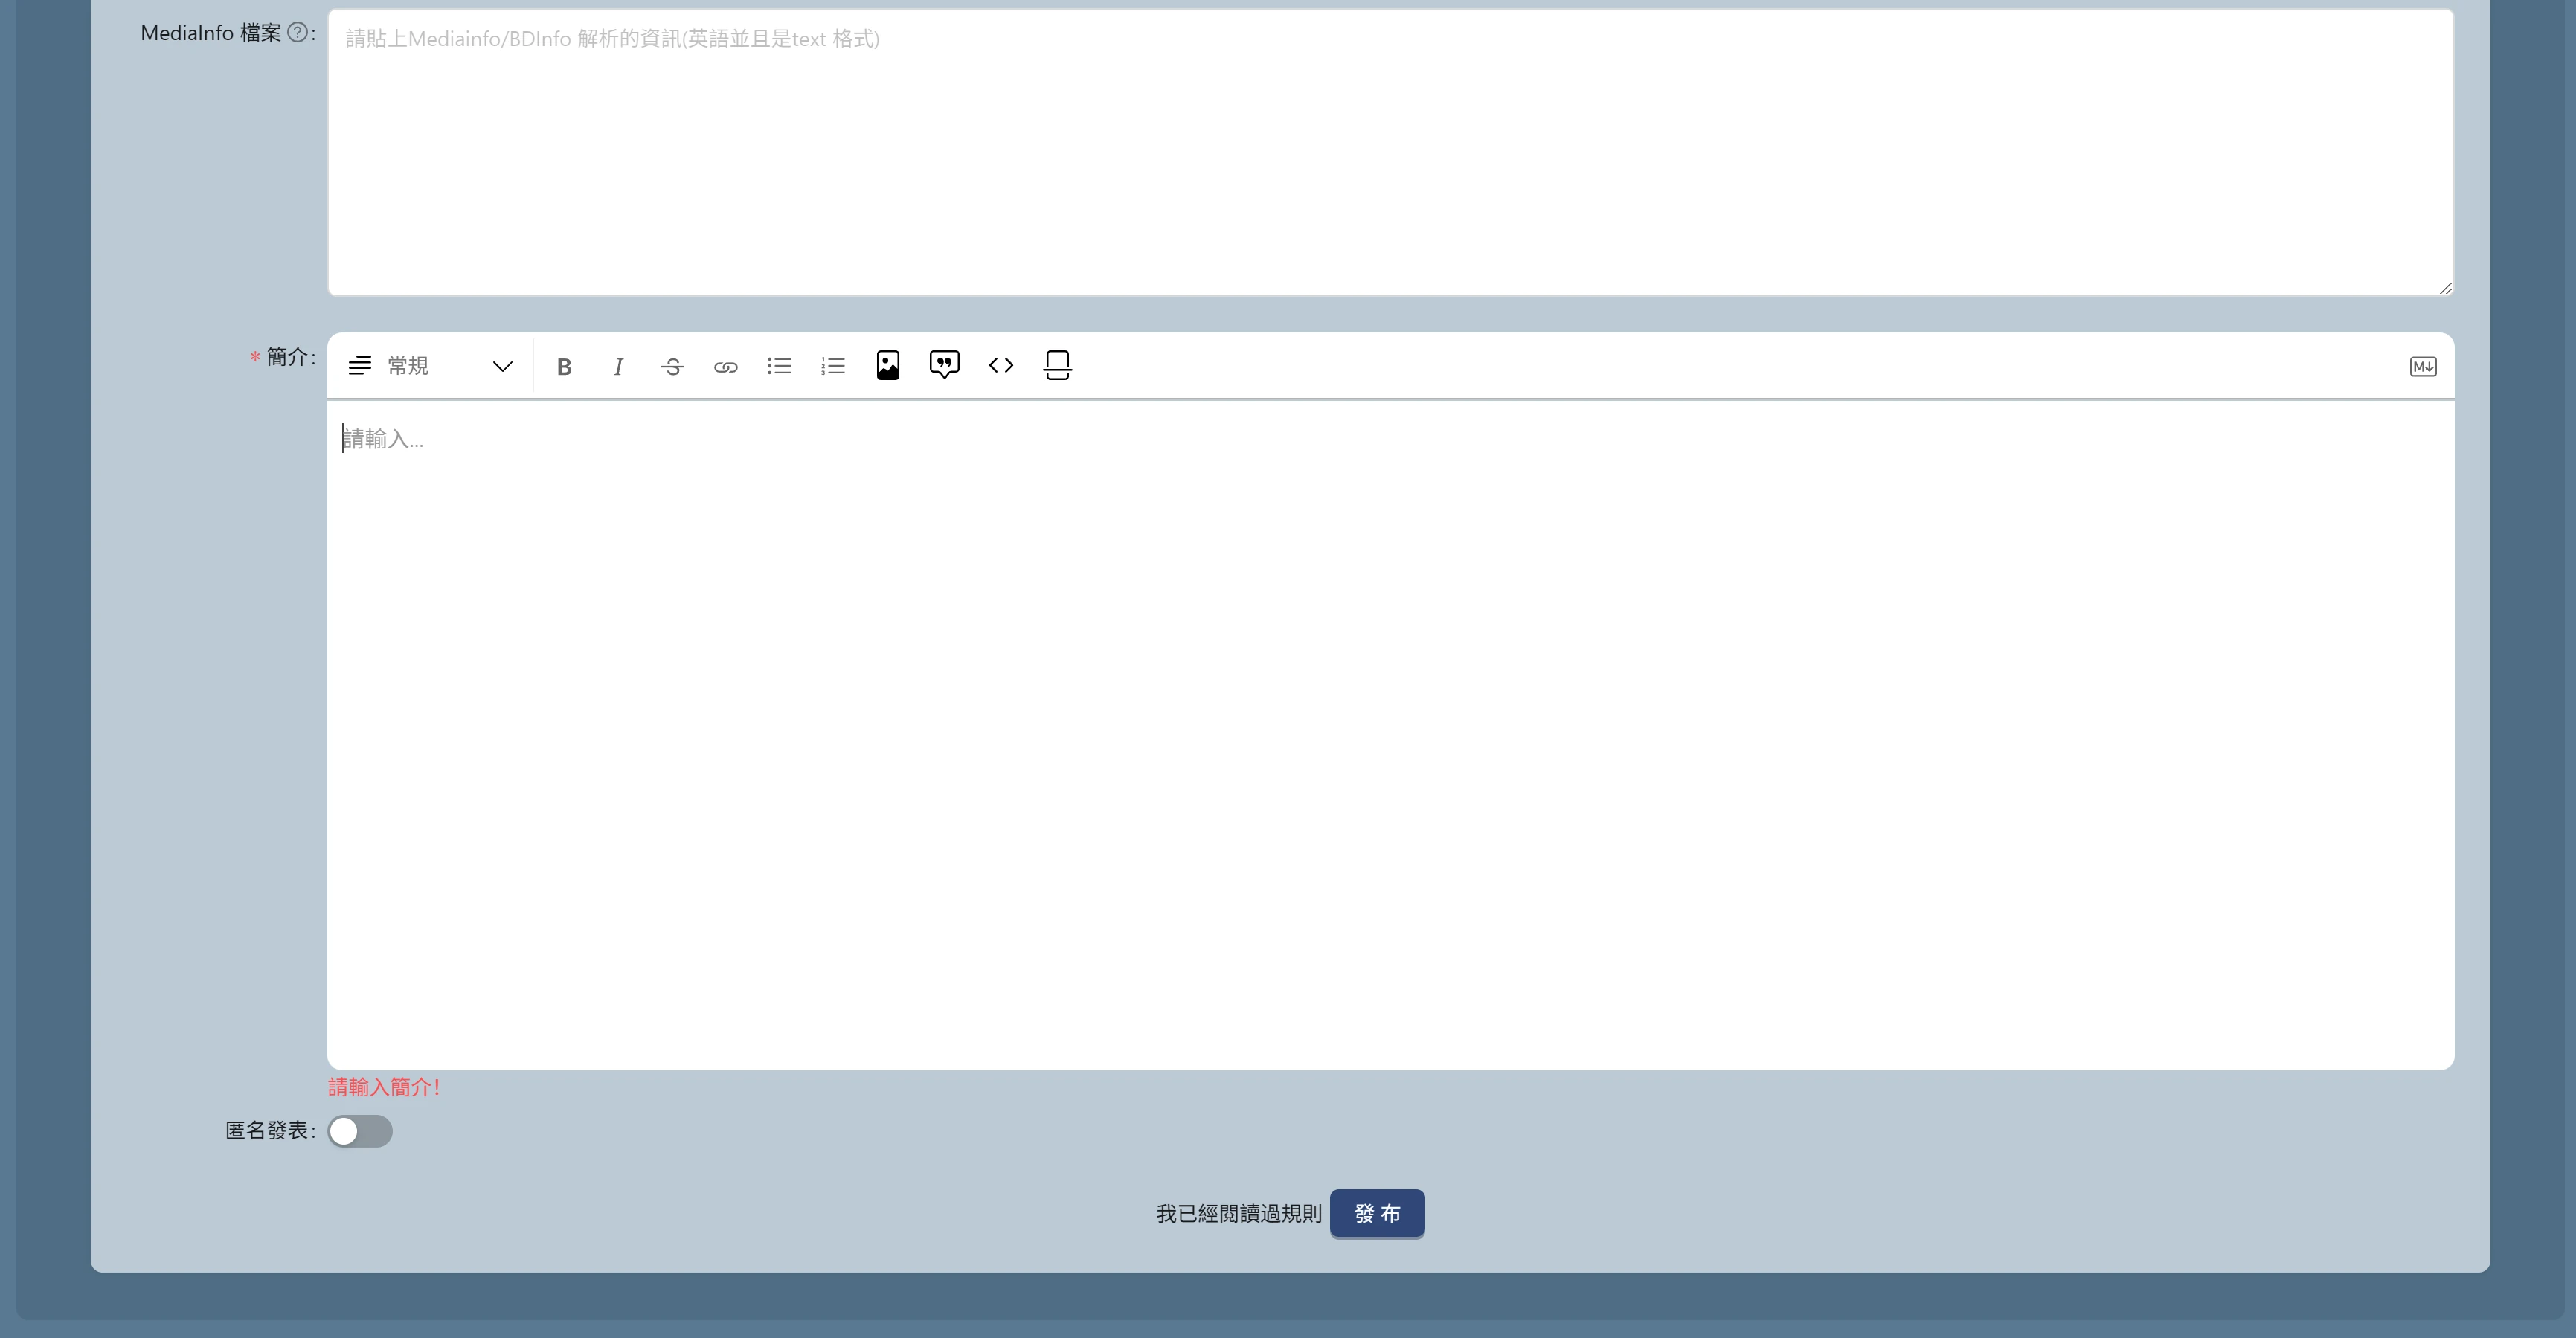 MediaInfo 檔案 ? :
請貼上Mediainfo/BDInfo 解析的資訊(英語並且是text 格式)
* 簡介 :
常規
B I S
M↓
請輸入...
請輸入簡介!
匿名發表 :
我已經閱讀過規則 發 布